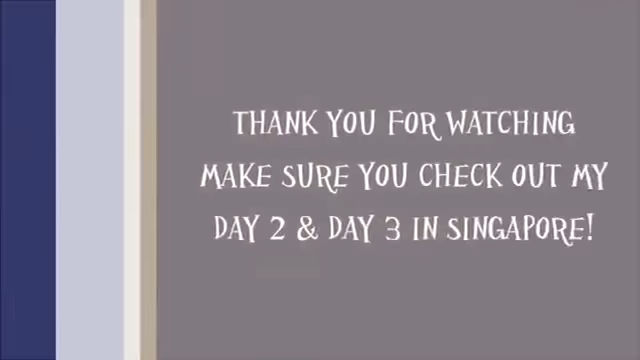 THANK YOU FOR WATCHING
MAKE SURE YOU CHECK OUT MY
DAY 2 & DAY 3 IN SINGAPORE!